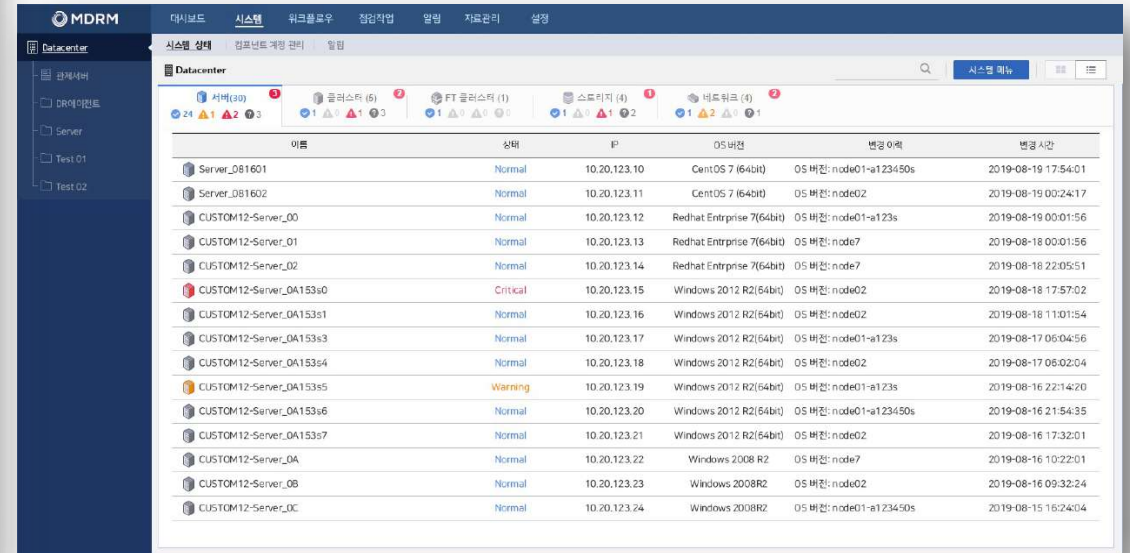 MDRM
대시보드 시스템 워크플로우 점검작업 알림 자료관리 설정
Datacenter
시스템 상태 컴포넌트 계정 관리 알림
관제서버
DR에이전트
Server
Test 01
Test 02
Datacenter
시스템 메뉴
서버(30) 3 클러스터 (5) 2 FT 클러스터 (1) 스토리지 (4) 1 네트워크 (4) 2
24 1 2 3 1 0 1 3 1 0 0 0 1 0 1 2 1 2 0 1
이름 상태 IP OS 버전 변경 이력 변경 시간
Server_081601 Normal 10.20.123.10 CentOS 7 (64bit) OS 버전: node01-a123450s 2019-08-19 17:54:01
Server_081602 Normal 10.20.123.11 CentOS 7 (64bit) OS 버전: node02 2019-08-19 00:24:17
CUSTOM12-Server_00 Normal 10.20.123.12 Redhat Entrprise 7(64bit) OS 버전: node01-a123s 2019-08-19 00:01:56
CUSTOM12-Server_01 Normal 10.20.123.13 Redhat Entrprise 7(64bit) OS 버전: node7 2019-08-18 00:01:56
CUSTOM12-Server_02 Normal 10.20.123.14 Redhat Entrprise 7(64bit) OS 버전: node7 2019-08-18 22:05:51
CUSTOM12-Server_0A153s0 Critical 10.20.123.15 Windows 2012 R2(64bit) OS 버전: node02 2019-08-18 17:57:02
CUSTOM12-Server_0A153s1 Normal 10.20.123.16 Windows 2012 R2(64bit) OS 버전: node02 2019-08-18 11:01:54
CUSTOM12-Server_0A153s3 Normal 10.20.123.17 Windows 2012 R2(64bit) OS 버전: node01-a123s 2019-08-17 06:04:56
CUSTOM12-Server_0A153s4 Normal 10.20.123.18 Windows 2012 R2(64bit) OS 버전: node02 2019-08-17 06:02:04
CUSTOM12-Server_0A153s5 Warning 10.20.123.19 Windows 2012 R2(64bit) OS 버전: node01-a123s 2019-08-16 22:14:20
CUSTOM12-Server_0A153s6 Normal 10.20.123.20 Windows 2012 R2(64bit) OS 버전: node01-a123450s 2019-08-16 21:54:35
CUSTOM12-Server_0A153s7 Normal 10.20.123.21 Windows 2012 R2(64bit) OS 버전: node02 2019-08-16 17:32:01
CUSTOM12-Server_0A Normal 10.20.123.22 Windows 2008 R2 OS 버전: node7 2019-08-16 10:22:01
CUSTOM12-Server_0B Normal 10.20.123.23 Windows 2008R2 OS 버전: node02 2019-08-16 09:32:24
CUSTOM12-Server_0C Normal 10.20.123.24 Windows 2008R2 OS 버전: node01-a123450s 2019-08-15 16:24:04